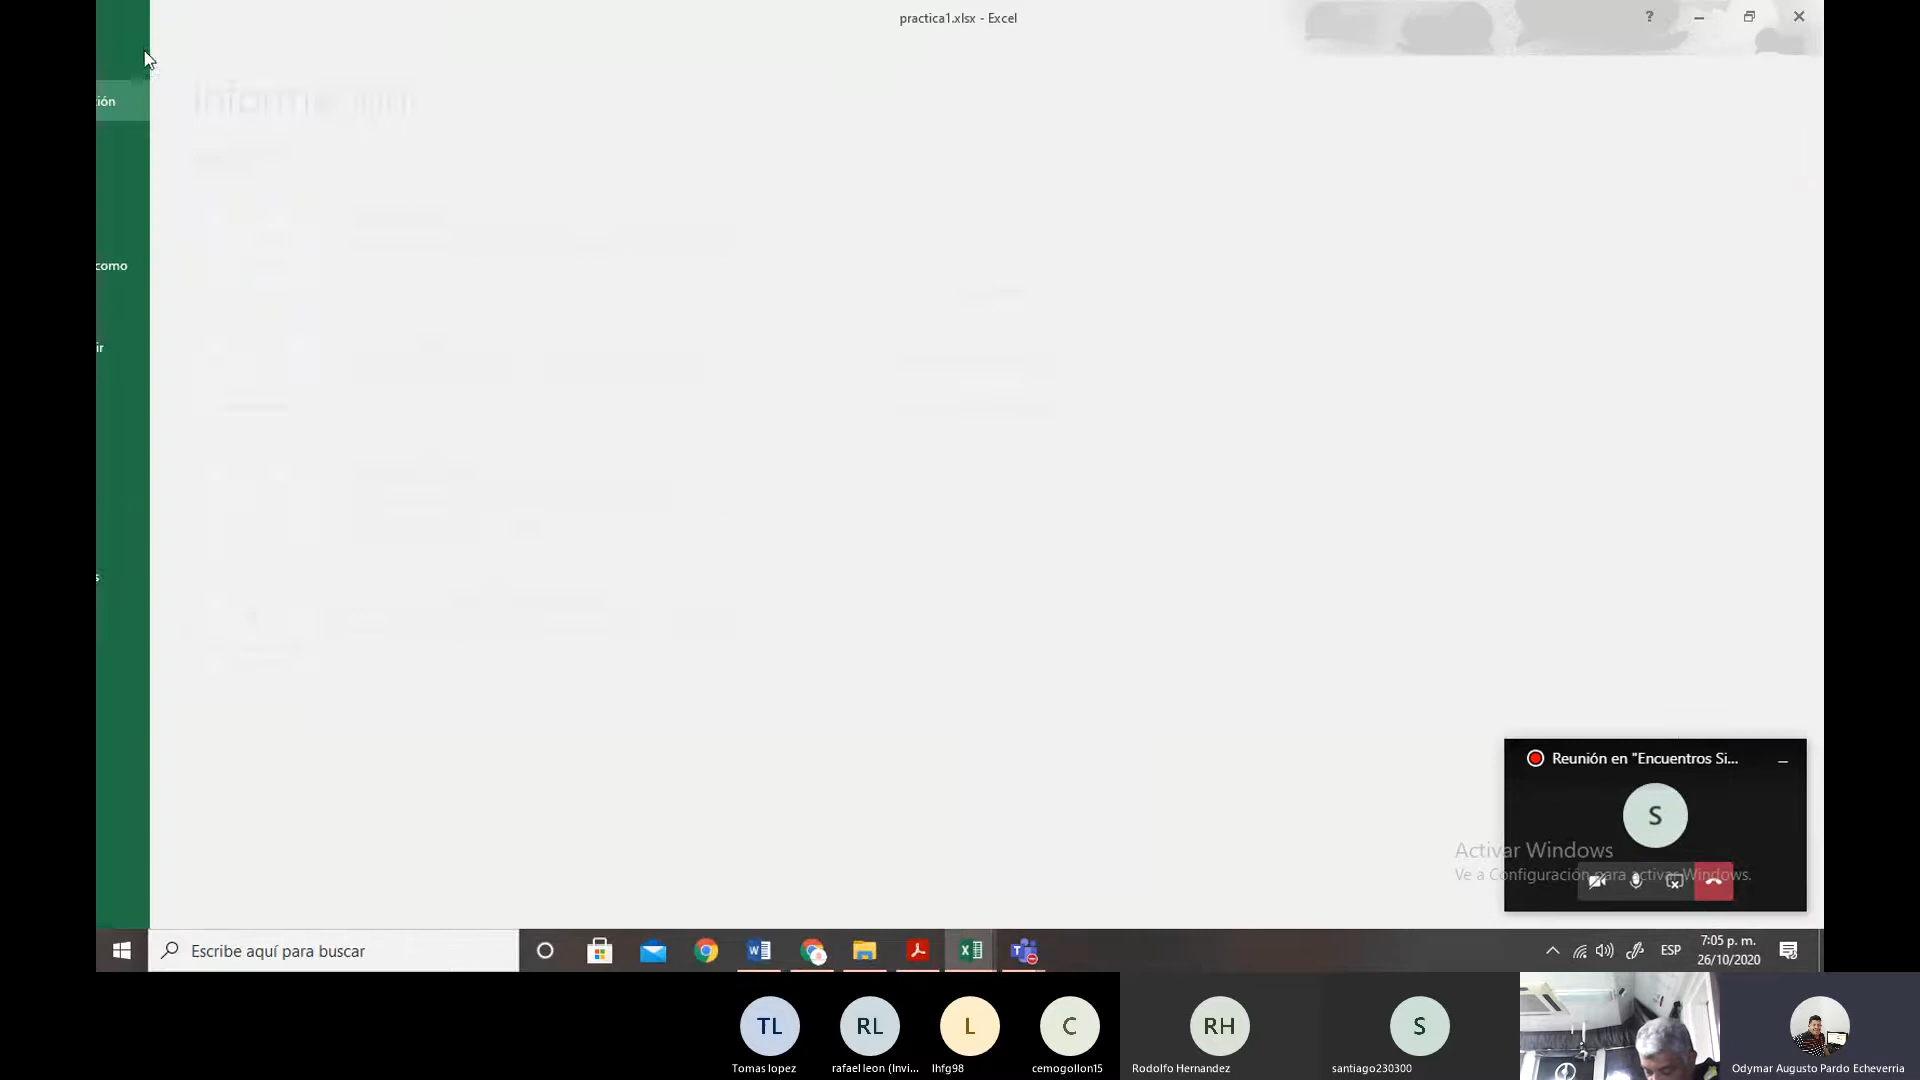 practica1.xlsx - Excel
?
ión
Información
como
ir
s
Reunión en "Encuentros Si...
S
Activar Windows
Ve a Configuración para activar Windows.
Escribe aquí para buscar
ESP
7:05 p. m.
26/10/2020
TL
RL
L
C
RH
S
Tomas lopez
rafael leon (Invi...
lhfg98
cemogollon15
Rodolfo Hernandez
santiago230300
Odymar Augusto Pardo Echeverria